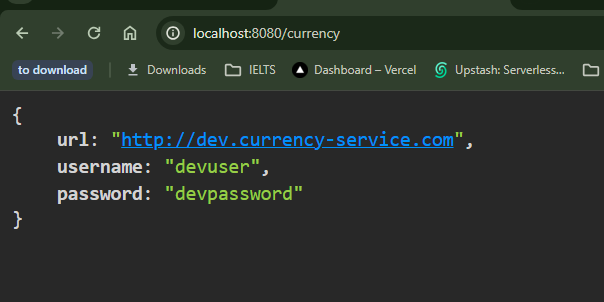 localhost:8080/currency
to download Downloads IELTS Dashboard – Vercel Upstash: Serverless...
{
url: "http://dev.currency-service.com",
username: "devuser",
password: "devpassword"
}